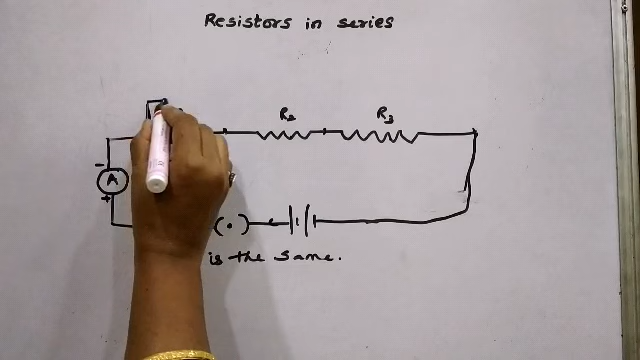 Resistors in series
R2 R3
-
A
+
is the same.